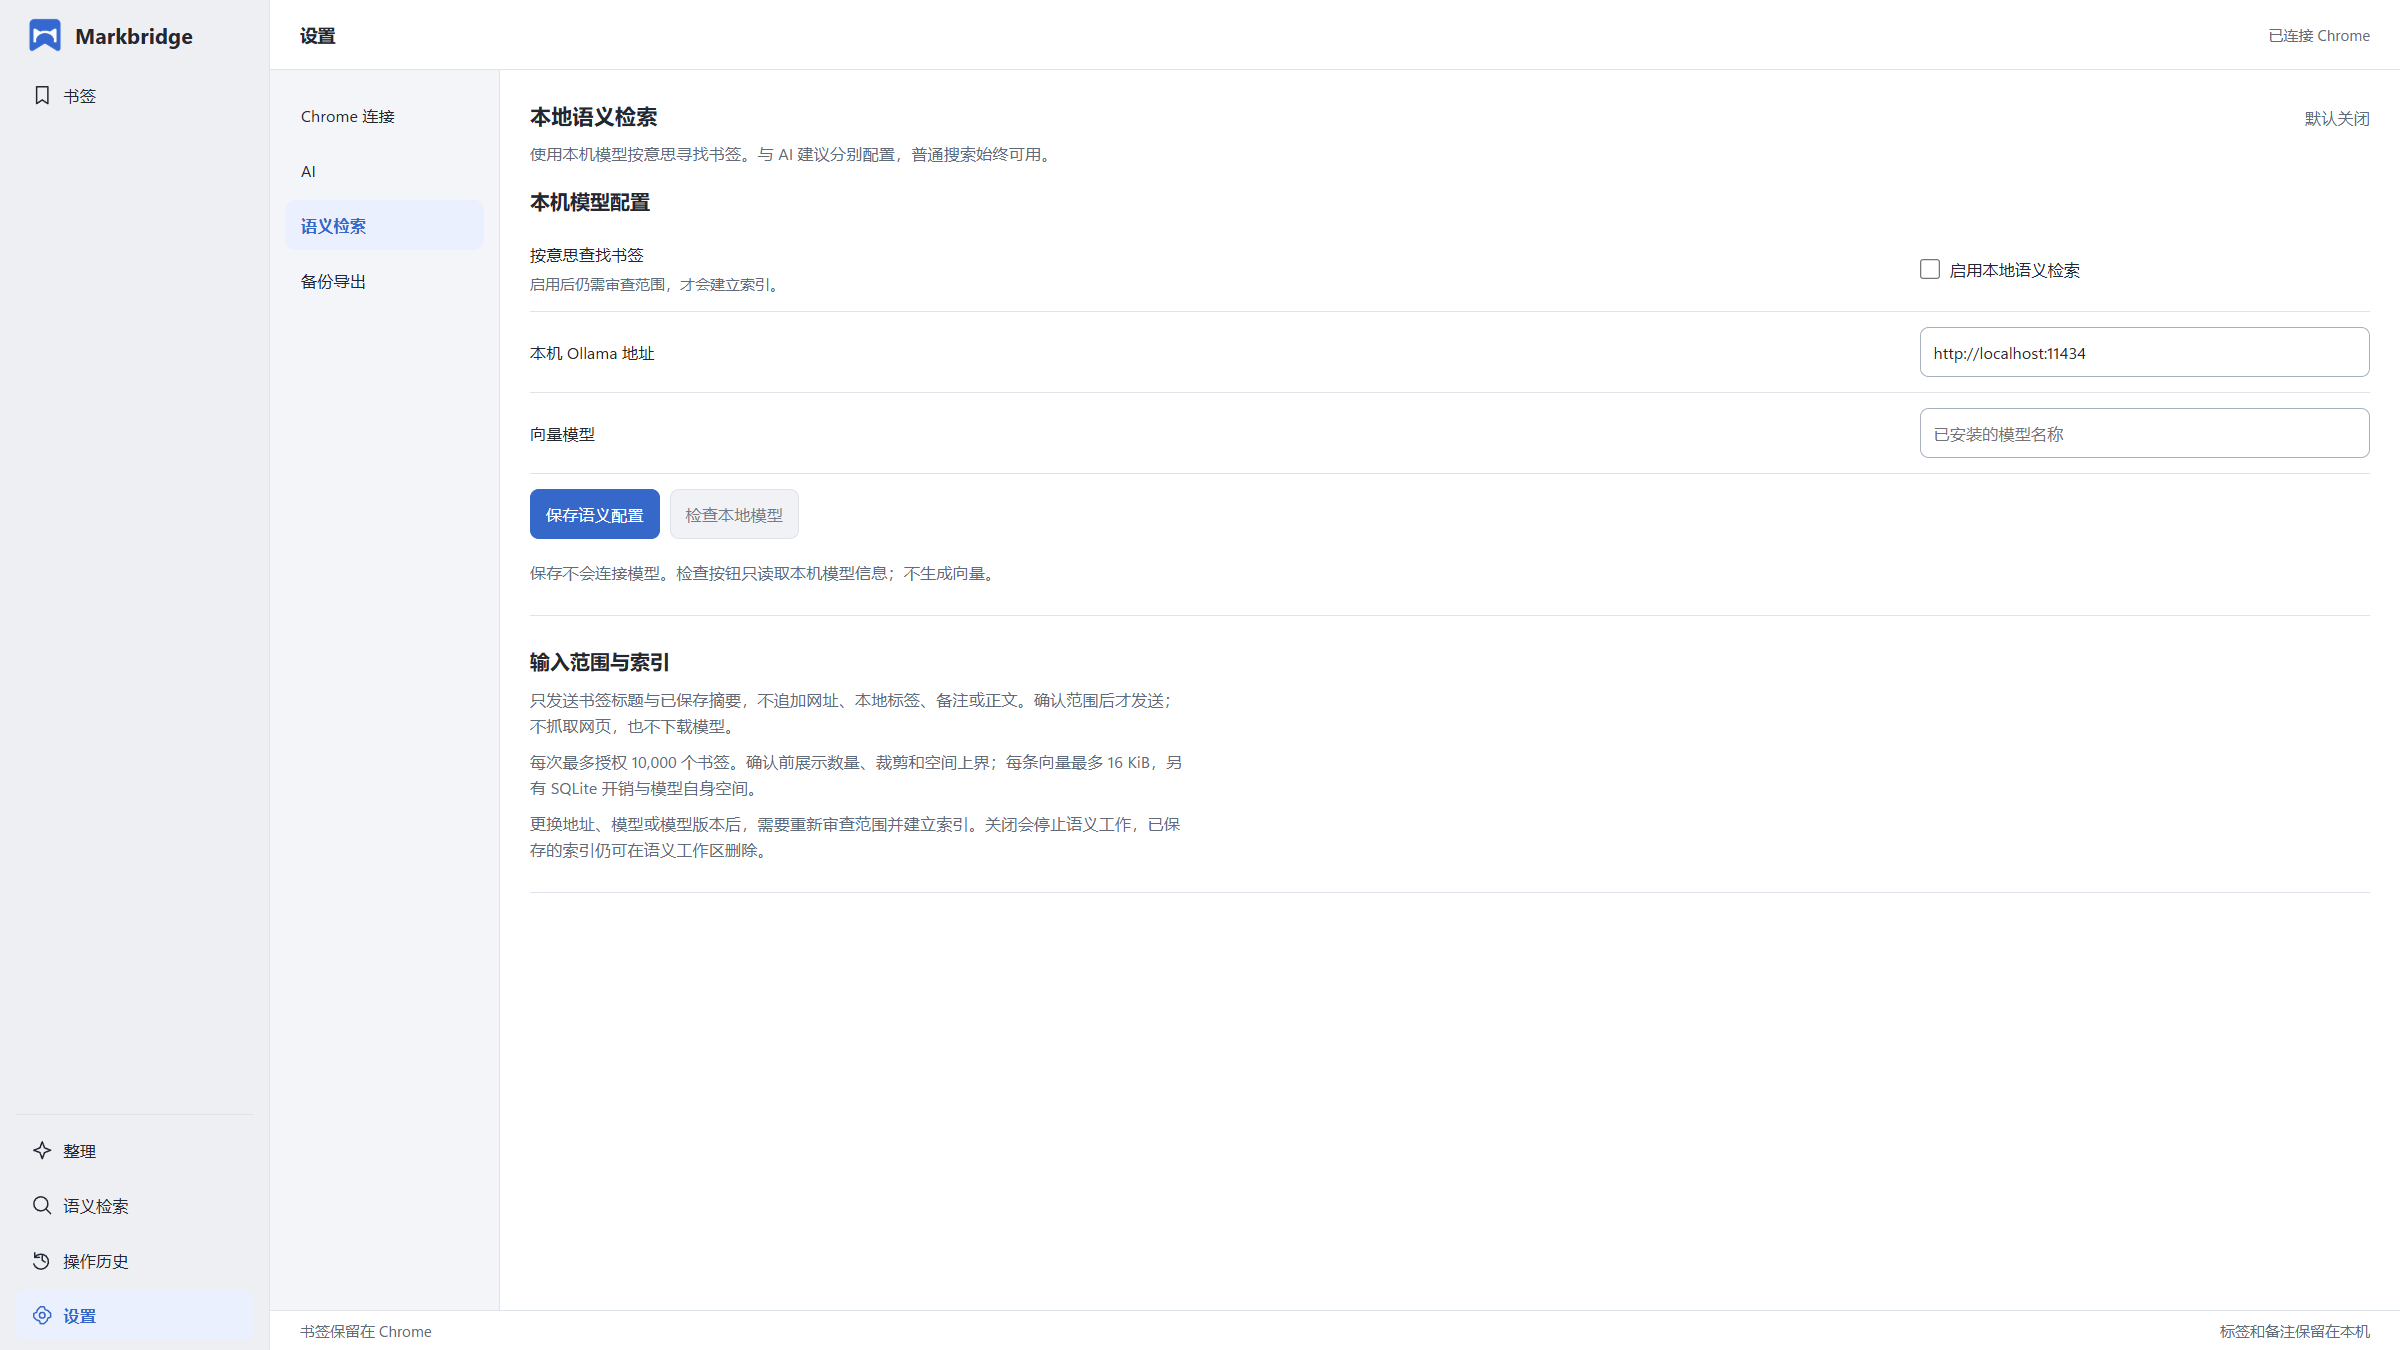 Markbridge
书签
整理
语义检索
操作历史
设置
设置
已连接 Chrome
Chrome 连接
AI
语义检索
备份导出
本地语义检索
默认关闭
使用本机模型按意思寻找书签。与 AI 建议分别配置，普通搜索始终可用。
本机模型配置
按意思查找书签
启用后仍需审查范围，才会建立索引。
启用本地语义检索
本机 Ollama 地址
http://localhost:11434
向量模型
已安装的模型名称
保存语义配置
检查本地模型
保存不会连接模型。检查按钮只读取本机模型信息；不生成向量。
输入范围与索引
只发送书签标题与已保存摘要，不追加网址、本地标签、备注或正文。确认范围后才发送；
不抓取网页，也不下载模型。
每次最多授权 10,000 个书签。确认前展示数量、裁剪和空间上界；每条向量最多 16 KiB，另
有 SQLite 开销与模型自身空间。
更换地址、模型或模型版本后，需要重新审查范围并建立索引。关闭会停止语义工作，已保
存的索引仍可在语义工作区删除。
书签保留在 Chrome
标签和备注保留在本机